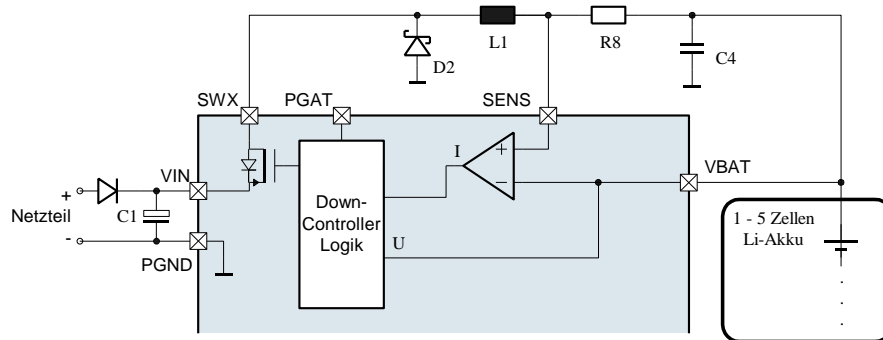 L1
R8
D2
C4
SWX
PGAT
SENS
I
+
−
VIN
VBAT
+
Netzteil
-
C1
Down-
Controller
Logik
U
PGND
1 - 5 Zellen
Li-Akku